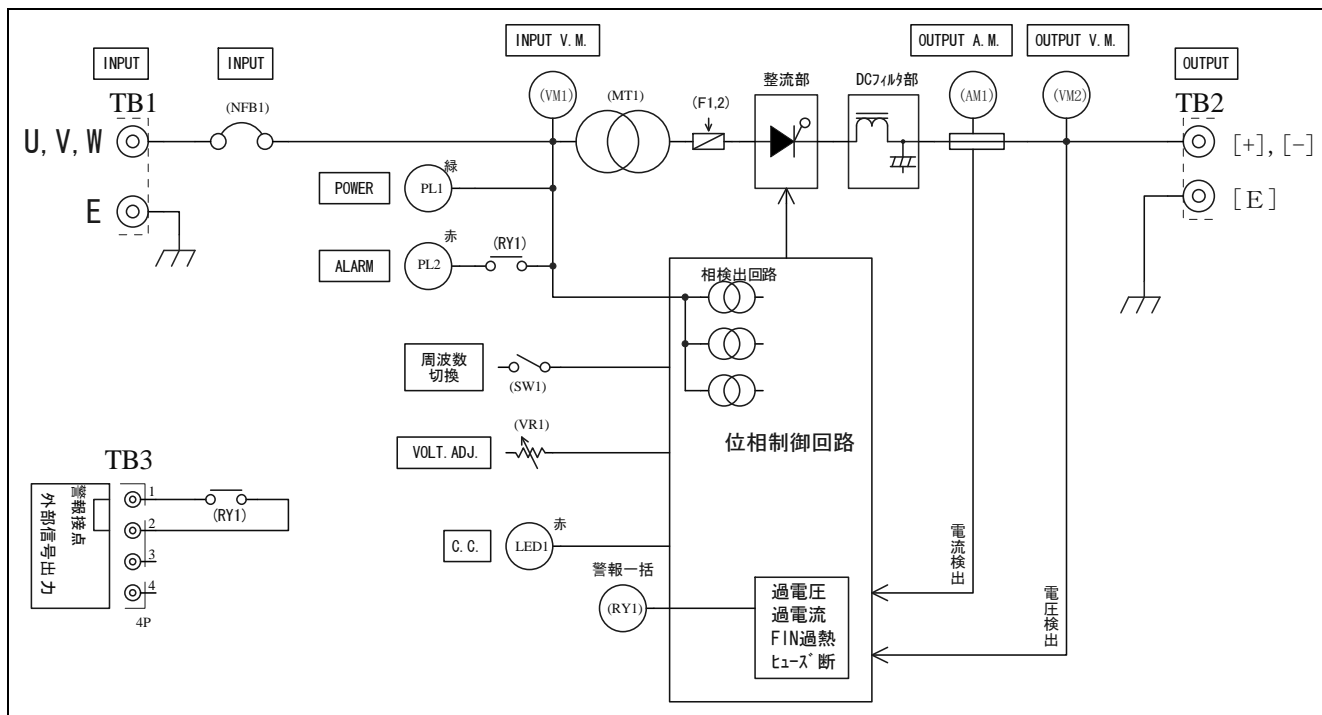 INPUT V.M.
OUTPUT A.M.
OUTPUT V.M.
INPUT
INPUT
OUTPUT
整流部
DCﾌｨﾙﾀ部
TB1
(NFB1)
(VM1)
(MT1)
(F1,2)
(AM1)
(VM2)
TB2
U,V,W
[+],[-]
POWER
PL1
緑
E
[E]
ALARM
PL2
赤
(RY1)
相検出回路
周波数
切換
(SW1)
位相制御回路
VOLT.ADJ.
(VR1)
TB3
外部信号出力
警報接点
1
2
3
4
4P
(RY1)
C.C.
LED1
赤
警報一括
(RY1)
過電圧
過電流
FIN過熱
ﾋｭｰｽﾞ断
電流検出
電圧検出